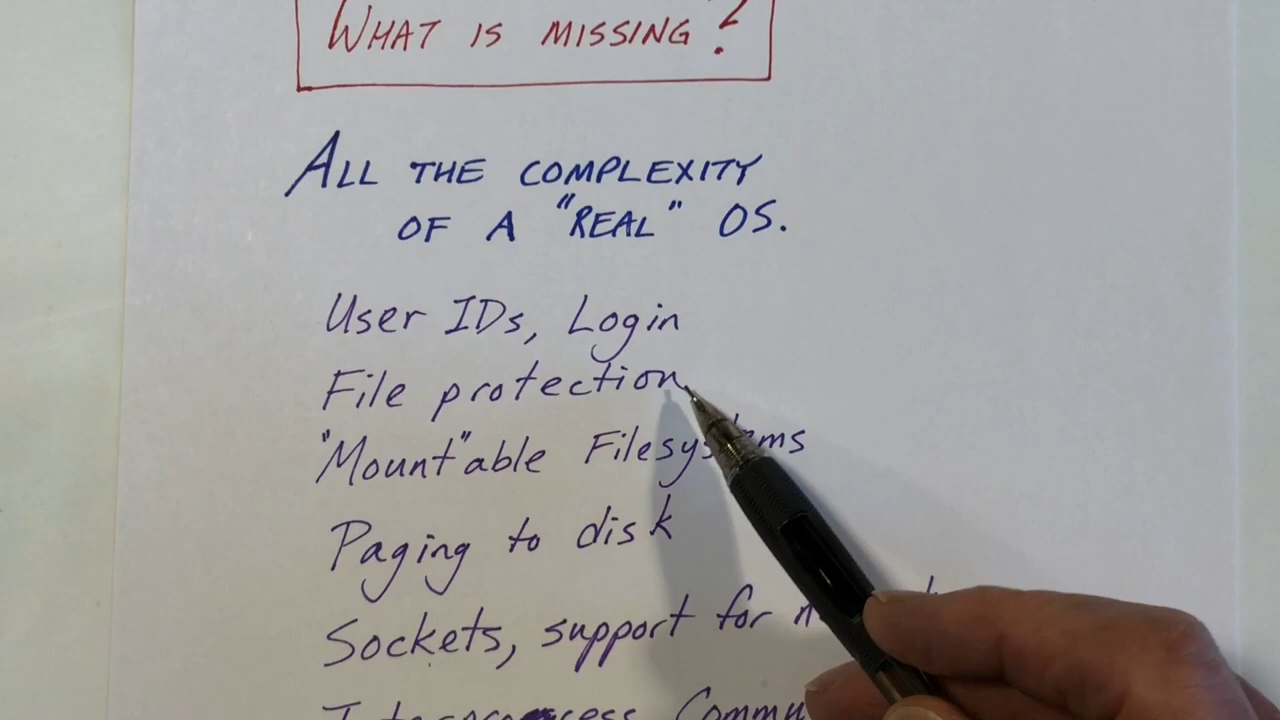 WHAT IS MISSING?
ALL THE COMPLEXITY
OF A "REAL" OS.
User IDs, Login
File protection
"Mount"able Filesystems
Paging to disk
Sockets, support for